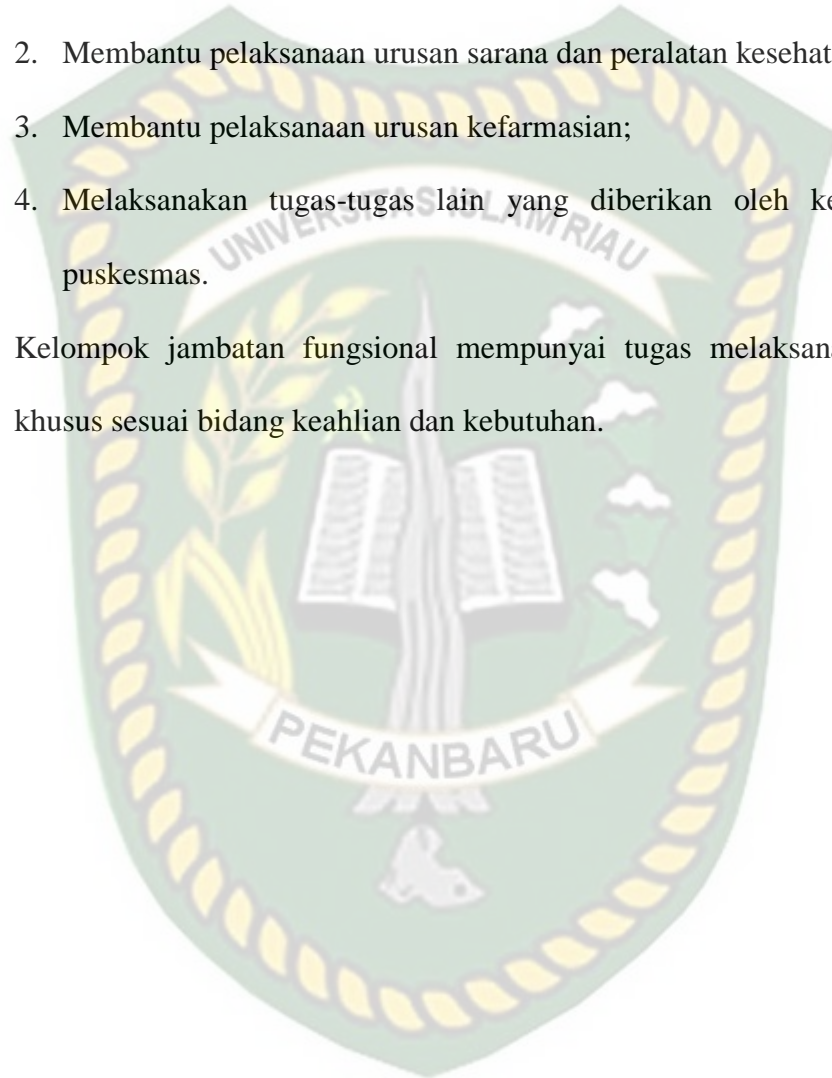 2. Membantu pelaksanaan urusan sarana dan peralatan kesehat
3. Membantu pelaksanaan urusan kefarmasian;
4. Melaksanakan tugas-tugas lain yang diberikan oleh ke
puskesmas.
UNIVERSITAS ISLAM RIAU
Kelompok jambatan fungsional mempunyai tugas melaksana
khusus sesuai bidang keahlian dan kebutuhan.
PEKANBARU